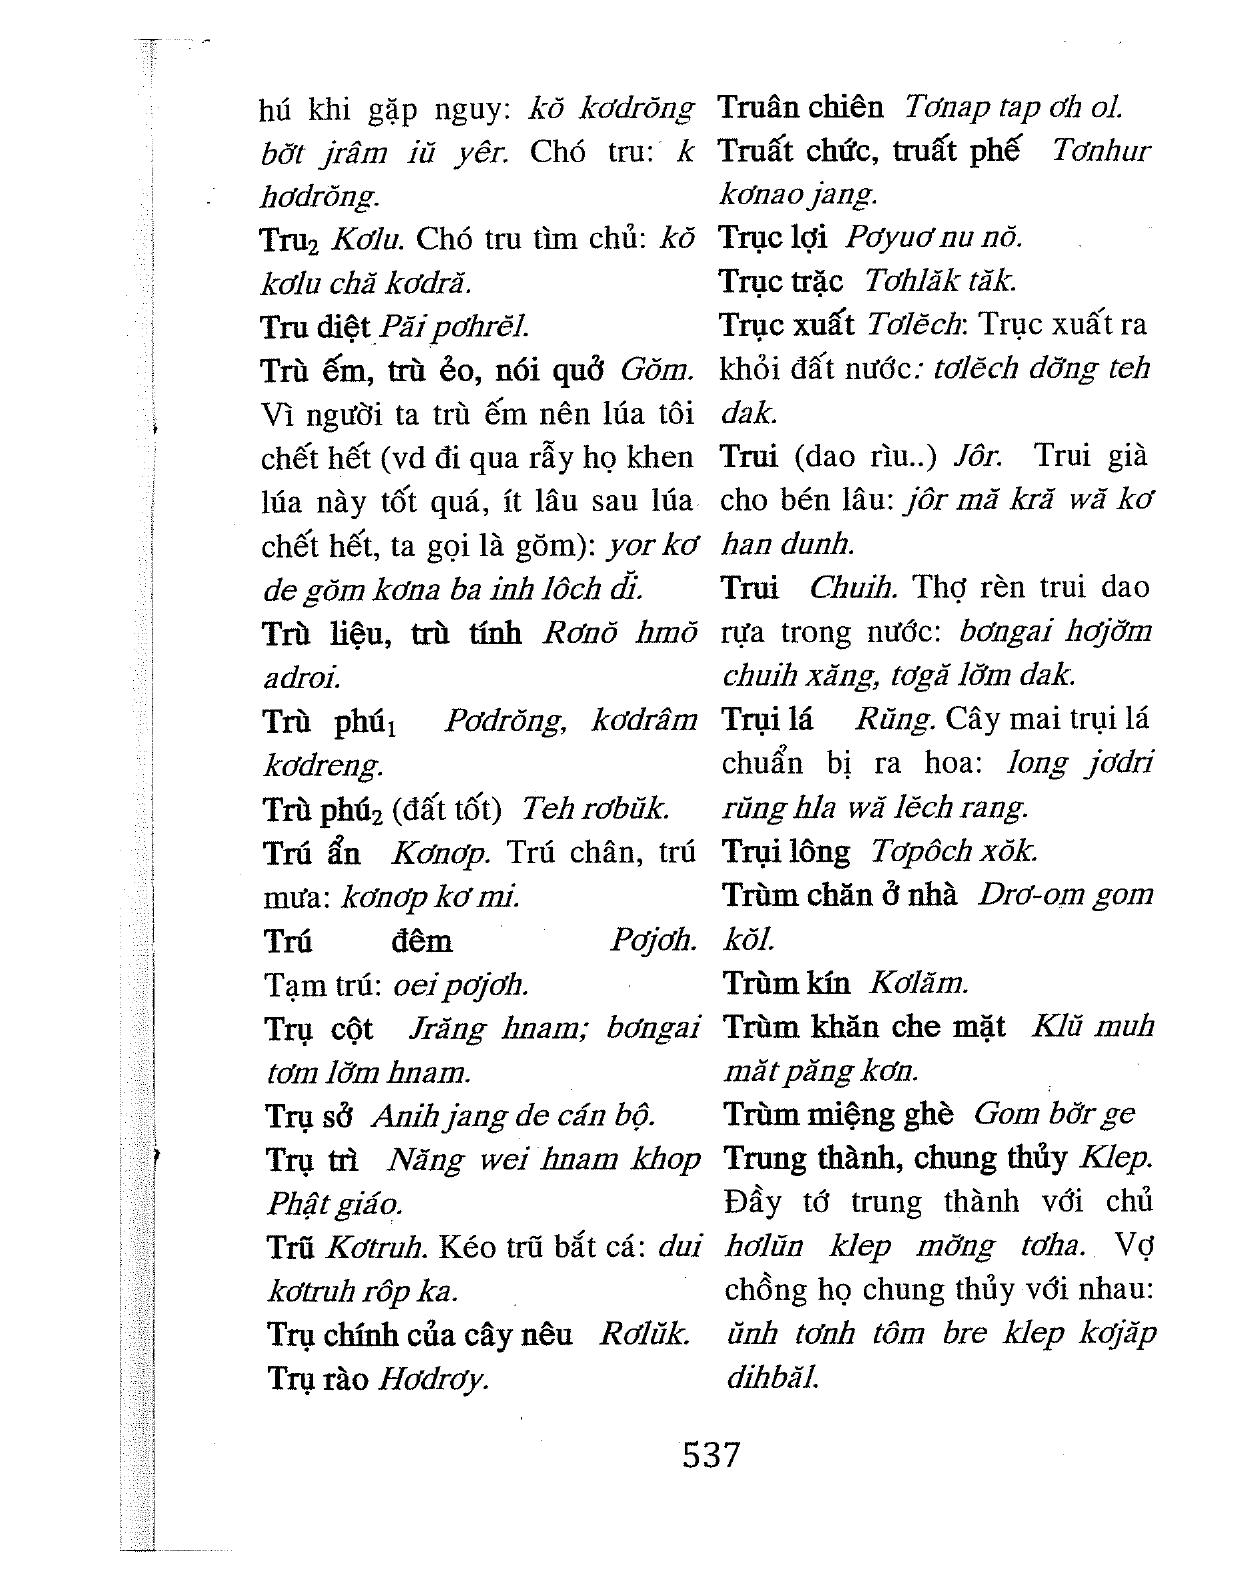 hú khi gặp nguy: kŏ kơdrŏng
bơ̆t jrâm iŭ yêr. Chó tru: k
hơdrŏng.
Tru₂ Kơlu. Chó tru tìm chủ: kŏ
kơlu chă kơdră.
Tru diệt Păi pơhrĕl.
Trù ếm, trù ẻo, nói quở Gŏm.
Vì người ta trù ếm nên lúa tôi
chết hết (vd đi qua rẫy họ khen
lúa này tốt quá, ít lâu sau lúa
chết hết, ta gọi là gŏm): yor kơ
de gŏm kơna ba inh lôch dĭ.
Trù liệu, trù tính Rơnŏ hmŏ
adroi.
Trù phú₁ Pơdrŏng, kơdrâm
kơdreng.
Trù phú₂ (đất tốt) Teh rơbŭk.
Trú ẩn Kơnơp. Trú chân, trú
mưa: kơnơp kơ mi.
Trú đêm Pơjơh.
Tạm trú: oei pơjơh.
Trụ cột Jrăng hnam; bơngai
tơm lơ̆m hnam.
Trụ sở Anih jang de cán bộ.
Trụ trì Năng wei hnam khop
Phật giáo.
Trũ Kơtruh. Kéo trũ bắt cá: dui
kơtruh rôp ka.
Trụ chính của cây nêu Rơlŭk.
Trụ rào Hơdrơy.
Truân chiên Tơnap tap ơh ol.
Truất chức, truất phế Tơnhur
kơnao jang.
Trục lợi Pơyuơ nu nŏ.
Trục trặc Tơhlăk tăk.
Trục xuất Tơlĕch: Trục xuất ra
khỏi đất nước: tơlĕch dơ̆ng teh
dak.
Trui (dao rìu..) Jôr. Trui già
cho bén lâu: jôr mă kră wă kơ
han dunh.
Trui Chuih. Thợ rèn trui dao
rựa trong nước: bơngai hơjơ̆m
chuih xăng, tơgă lơ̆m dak.
Trụi lá Rŭng. Cây mai trụi lá
chuẩn bị ra hoa: long jơdri
rŭng hla wă lĕch rang.
Trụi lông Tơpôch xŏk.
Trùm chăn ở nhà Drơ-om gom
kŏl.
Trùm kín Kơlăm.
Trùm khăn che mặt Klŭ muh
măt păng kơn.
Trùm miệng ghè Gom bơ̆r ge
Trung thành, chung thủy Klep.
Đầy tớ trung thành với chủ
hơlŭn klep mơ̆ng tơha. Vợ
chồng họ chung thủy với nhau:
ŭnh tơnh tôm bre klep kơjăp
dihbăl.
537